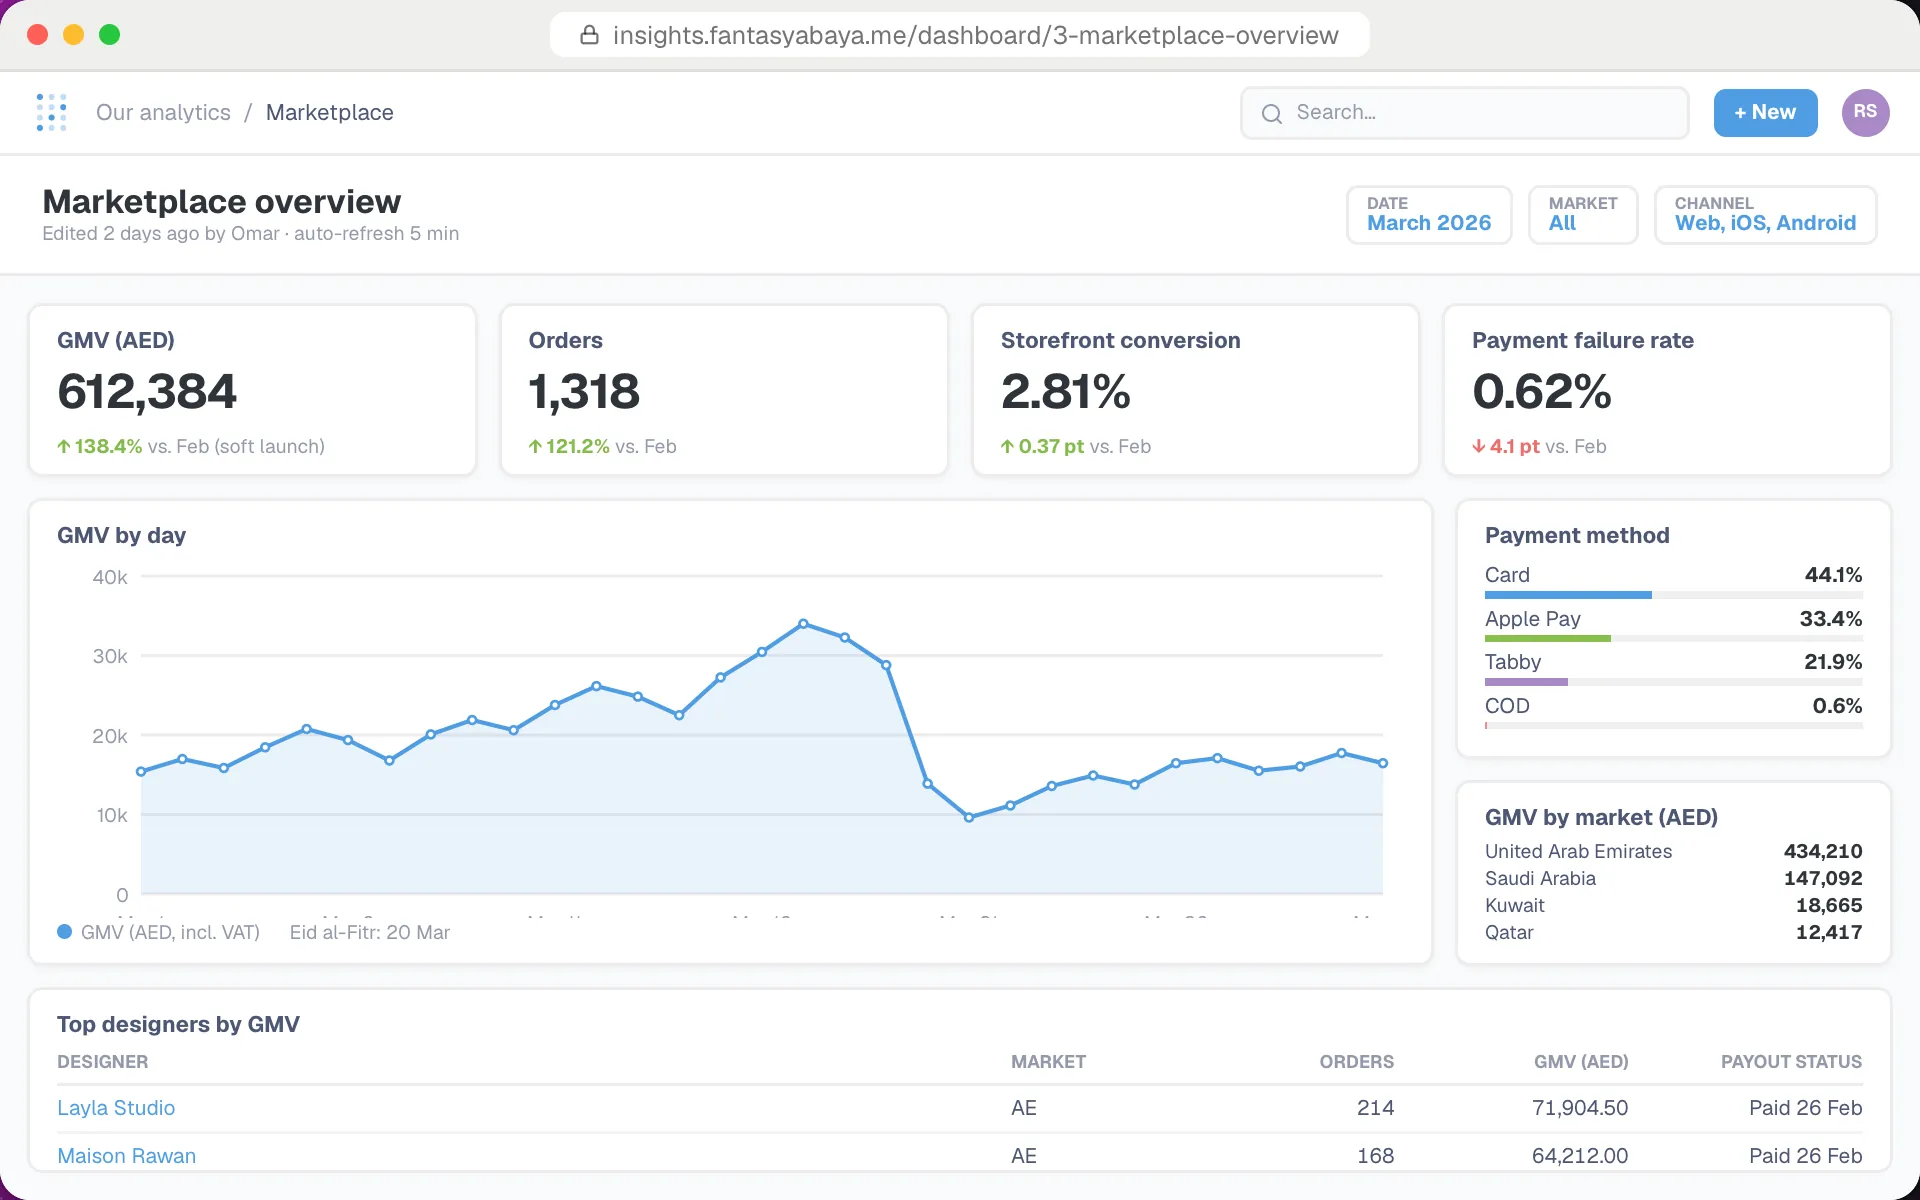 insights.fantasyabaya.me/dashboard/3-marketplace-overview
Our analytics / Marketplace
Search...
+ New
RS
Marketplace overview
Edited 2 days ago by Omar · auto-refresh 5 min
DATE
March 2026
MARKET
All
CHANNEL
Web, iOS, Android
GMV (AED)
612,384
↑ 138.4% vs. Feb (soft launch)
Orders
1,318
↑ 121.2% vs. Feb
Storefront conversion
2.81%
↑ 0.37 pt vs. Feb
Payment failure rate
0.62%
↓ 4.1 pt vs. Feb
GMV by day
40k
30k
20k
10k
0
GMV (AED, incl. VAT) Eid al-Fitr: 20 Mar
Payment method
Card 44.1%
Apple Pay 33.4%
Tabby 21.9%
COD 0.6%
GMV by market (AED)
United Arab Emirates 434,210
Saudi Arabia 147,092
Kuwait 18,665
Qatar 12,417
Top designers by GMV
DESIGNER MARKET ORDERS GMV (AED) PAYOUT STATUS
Layla Studio AE 214 71,904.50 Paid 26 Feb
Maison Rawan AE 168 64,212.00 Paid 26 Feb